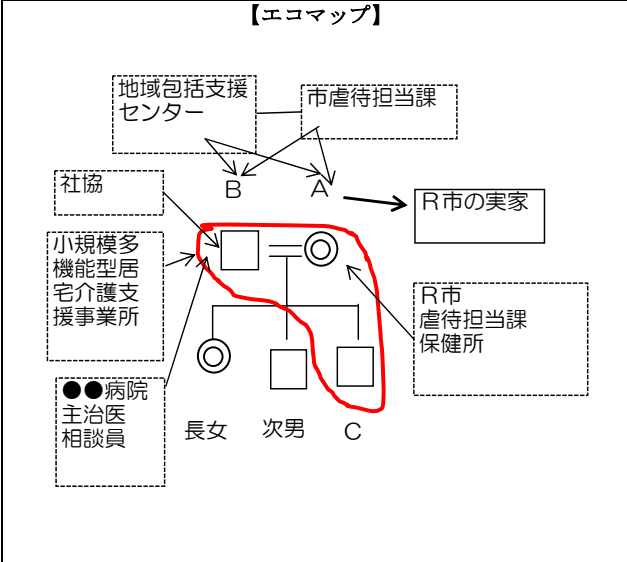 【エコマップ】
地域包括支援
センター
市虐待担当課
社協
B
A
R市の実家
小規模多
機能型居
宅介護支
援事業所
R市
虐待担当課
保健所
●●病院
主治医
相談員
長女
次男
C